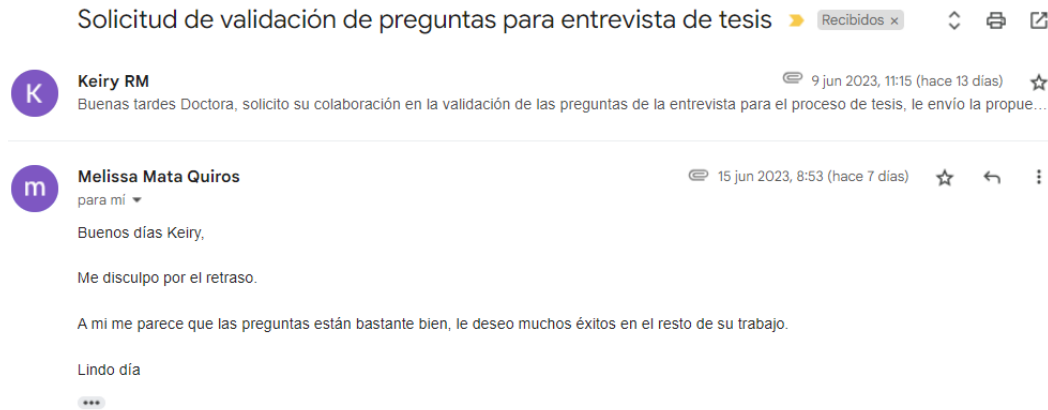 Solicitud de validación de preguntas para entrevista de tesis Recibidos x
K
Keiry RM 9 jun 2023, 11:15 (hace 13 días)
Buenas tardes Doctora, solicito su colaboración en la validación de las preguntas de la entrevista para el proceso de tesis, le envío la propue...
m
Melissa Mata Quiros 15 jun 2023, 8:53 (hace 7 días)
para mí
Buenos días Keiry,
Me disculpo por el retraso.
A mi me parece que las preguntas están bastante bien, le deseo muchos éxitos en el resto de su trabajo.
Lindo día